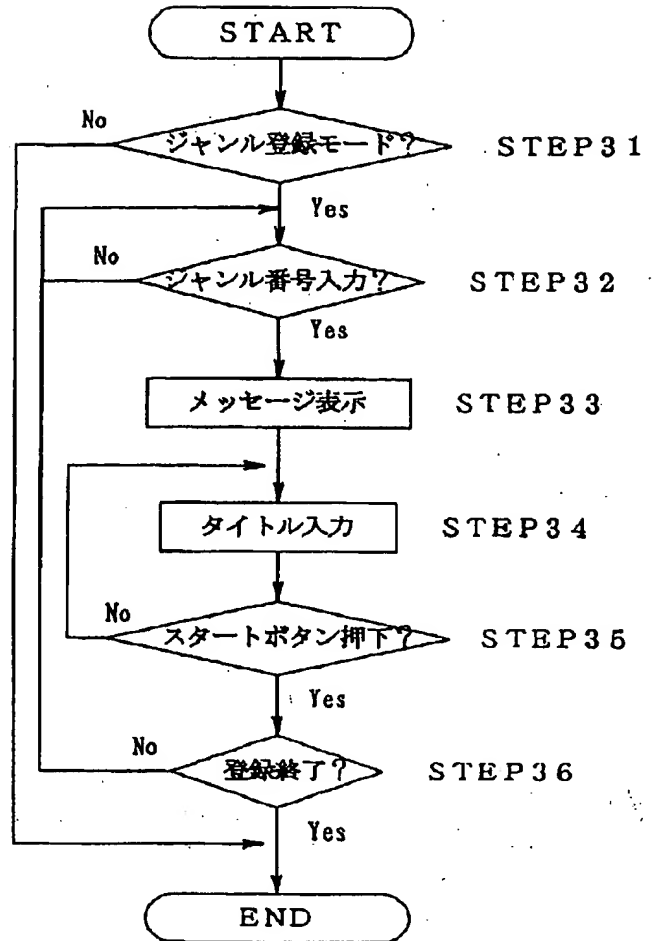 START
No
ジャンル登録モード?
STEP31
Yes
No
ジャンル番号入力?
STEP32
Yes
メッセージ表示
STEP33
タイトル入力
STEP34
No
スタートボタン押下?
STEP35
Yes
No
登録終了?
STEP36
Yes
END